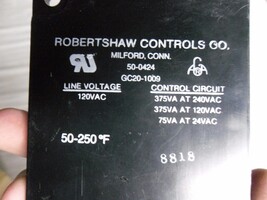 ROBERTSHAW CONTROLS CO.
MILFORD, CONN.
50-0424
GC20-1009
LINE VOLTAGE
120VAC
CONTROL CIRCUIT
375VA AT 240VAC
375VA AT 120VAC
75VA AT 24VAC
50-250°F
8818